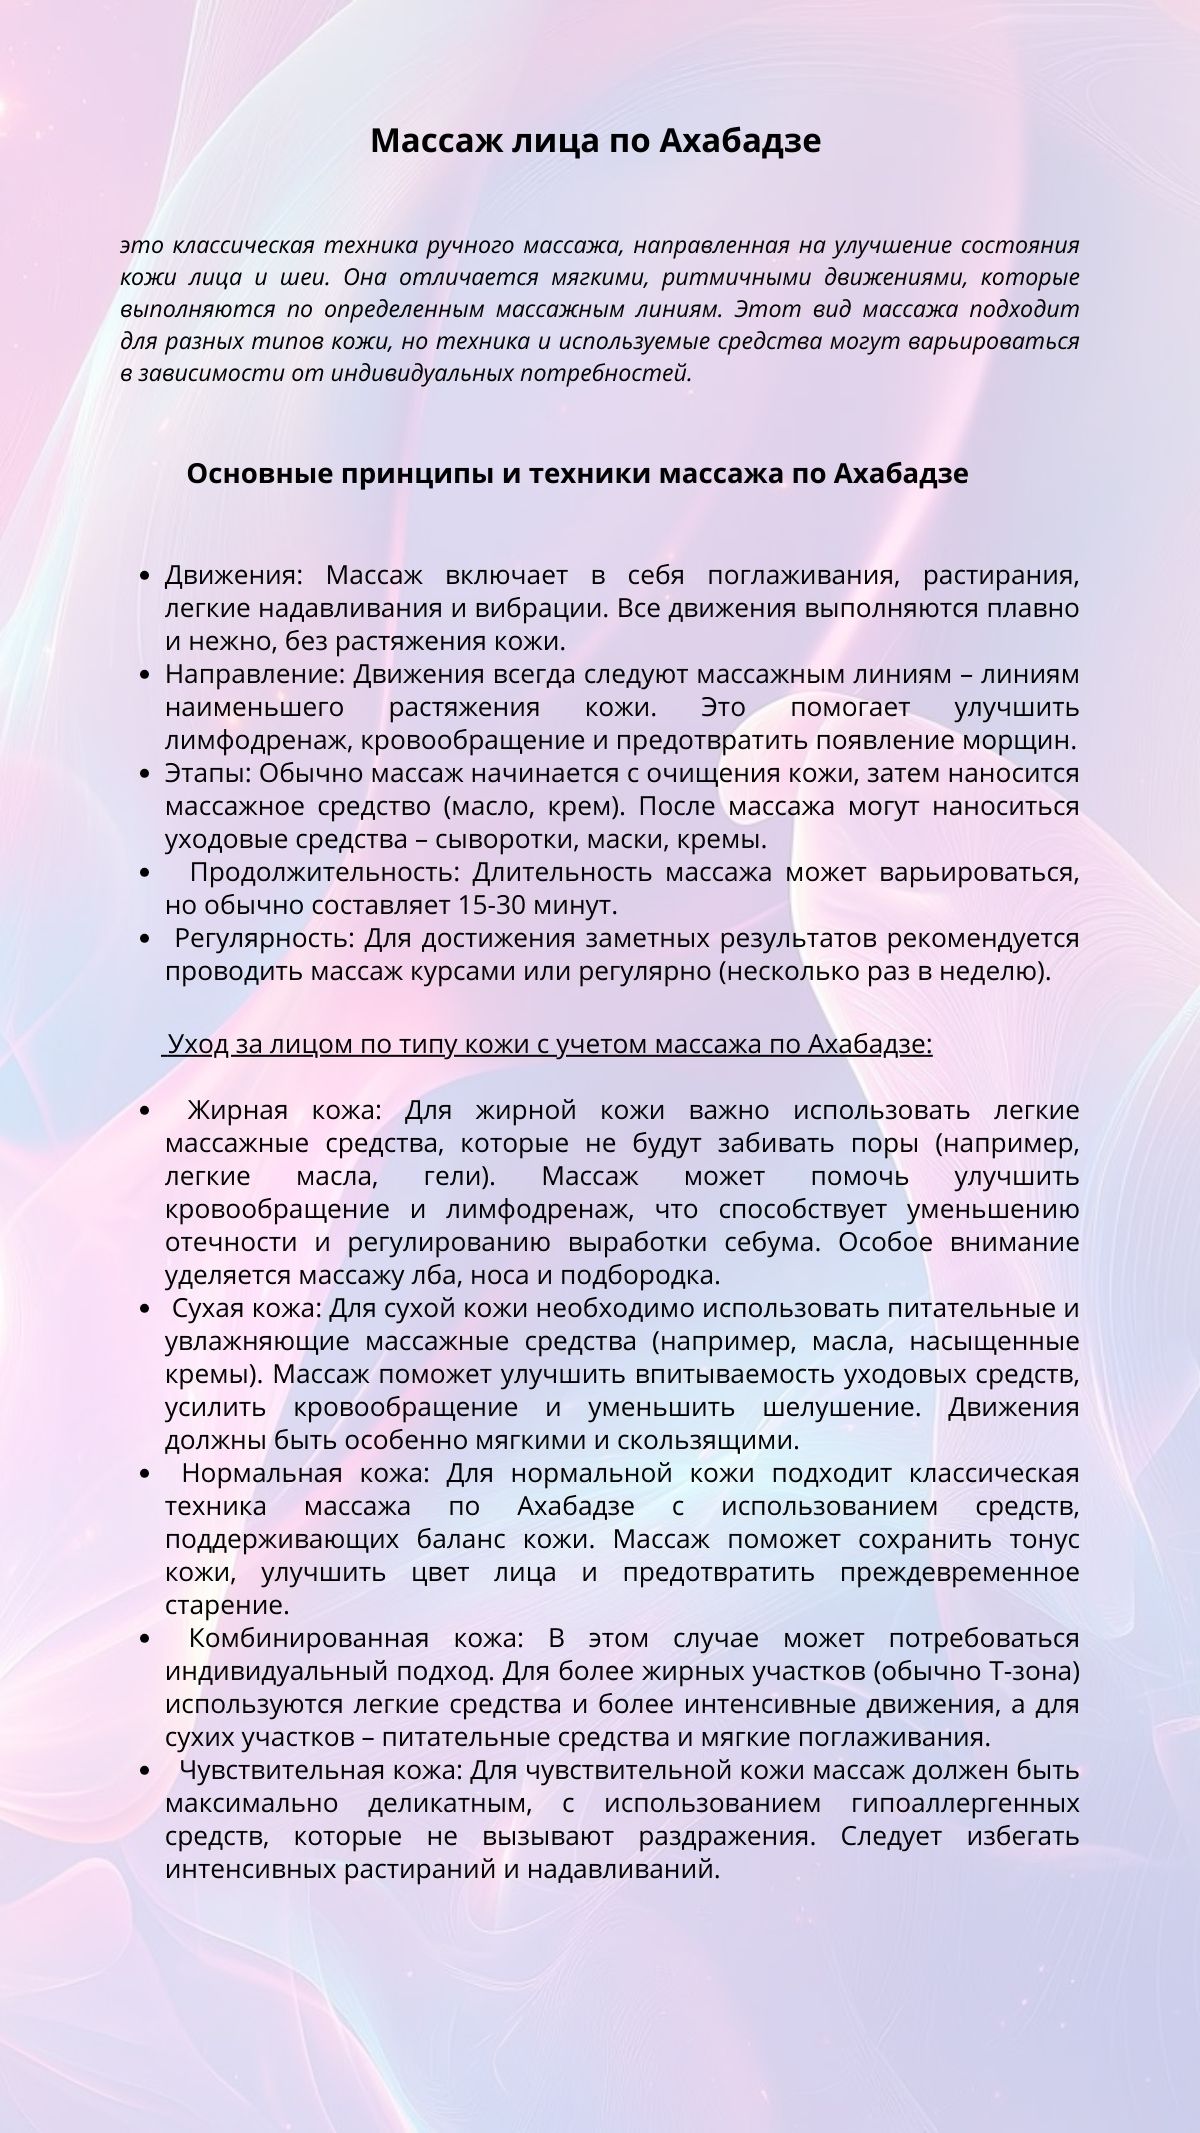 Массаж лица по Ахабадзе
это классическая техника ручного массажа, направленная на улучшение состояния
кожи лица и шеи. Она отличается мягкими, ритмичными движениями, которые
выполняются по определенным массажным линиям. Этот вид массажа подходит
для разных типов кожи, но техника и используемые средства могут варьироваться
в зависимости от индивидуальных потребностей.
Основные принципы и техники массажа по Ахабадзе
• Движения: Массаж включает в себя поглаживания, растирания,
легкие надавливания и вибрации. Все движения выполняются плавно
и нежно, без растяжения кожи.
• Направление: Движения всегда следуют массажным линиям – линиям
наименьшего растяжения кожи. Это помогает улучшить
лимфодренаж, кровообращение и предотвратить появление морщин.
• Этапы: Обычно массаж начинается с очищения кожи, затем наносится
массажное средство (масло, крем). После массажа могут наноситься
уходовые средства – сыворотки, маски, кремы.
• Продолжительность: Длительность массажа может варьироваться,
но обычно составляет 15-30 минут.
• Регулярность: Для достижения заметных результатов рекомендуется
проводить массаж курсами или регулярно (несколько раз в неделю).
Уход за лицом по типу кожи с учетом массажа по Ахабадзе:
• Жирная кожа: Для жирной кожи важно использовать легкие
массажные средства, которые не будут забивать поры (например,
легкие масла, гели). Массаж может помочь улучшить
кровообращение и лимфодренаж, что способствует уменьшению
отечности и регулированию выработки себума. Особое внимание
уделяется массажу лба, носа и подбородка.
• Сухая кожа: Для сухой кожи необходимо использовать питательные и
увлажняющие массажные средства (например, масла, насыщенные
кремы). Массаж поможет улучшить впитываемость уходовых средств,
усилить кровообращение и уменьшить шелушение. Движения
должны быть особенно мягкими и скользящими.
• Нормальная кожа: Для нормальной кожи подходит классическая
техника массажа по Ахабадзе с использованием средств,
поддерживающих баланс кожи. Массаж поможет сохранить тонус
кожи, улучшить цвет лица и предотвратить преждевременное
старение.
• Комбинированная кожа: В этом случае может потребоваться
индивидуальный подход. Для более жирных участков (обычно Т-зона)
используются легкие средства и более интенсивные движения, а для
сухих участков – питательные средства и мягкие поглаживания.
• Чувствительная кожа: Для чувствительной кожи массаж должен быть
максимально деликатным, с использованием гипоаллергенных
средств, которые не вызывают раздражения. Следует избегать
интенсивных растираний и надавливаний.